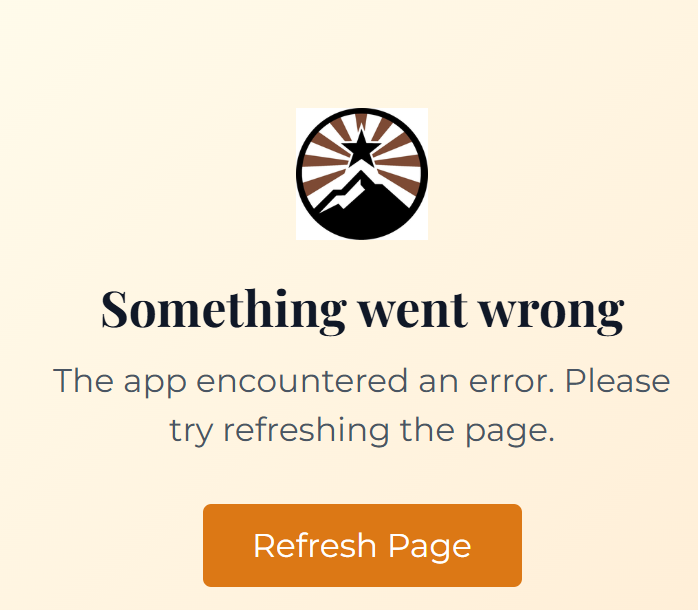 Something went wrong
The app encountered an error. Please
try refreshing the page.
Refresh Page